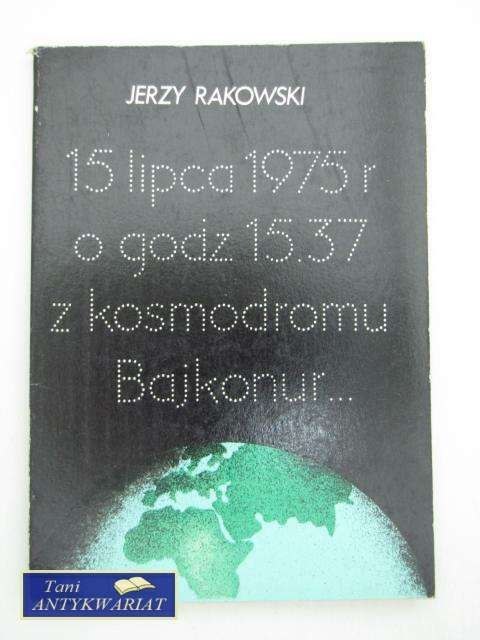 JERZY RAKOWSKI
15 lipca 1975 r
o godz 15.37
z kosmodromu
Bajkonur...
Tani
ANTYKWARIAT